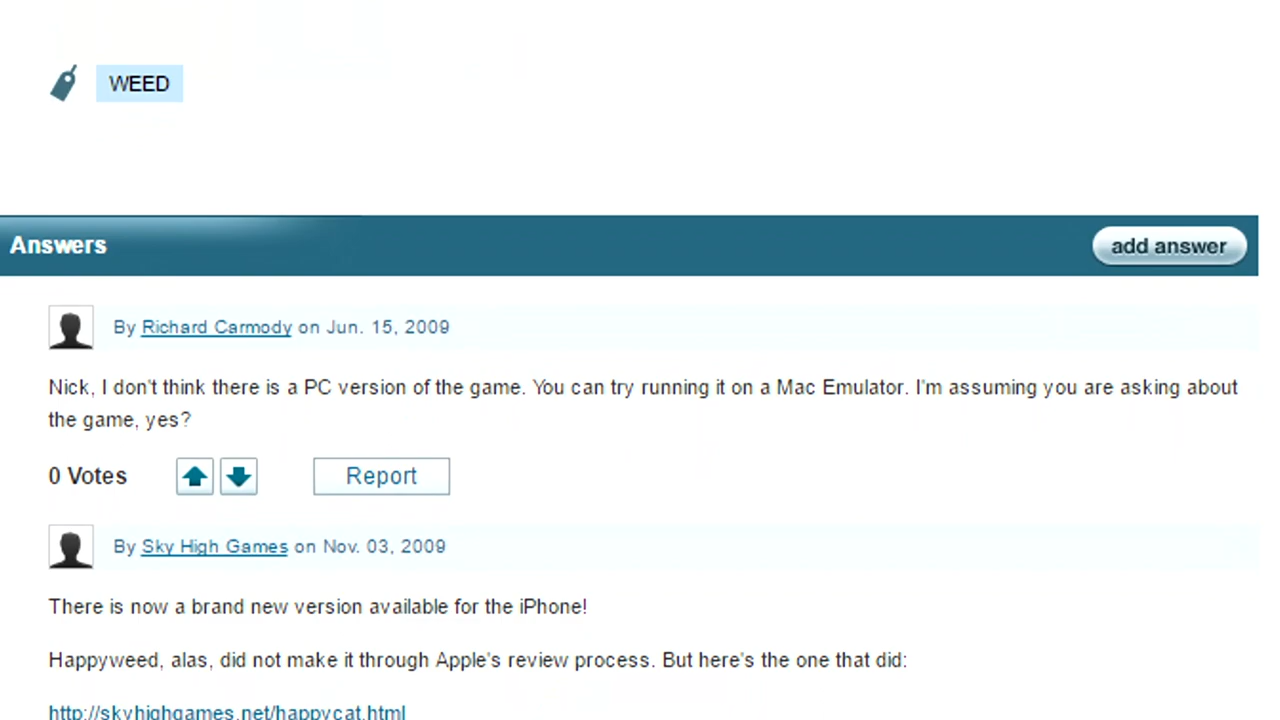 WEED
Answers
add answer
By Richard Carmody on Jun. 15, 2009
Nick, I don't think there is a PC version of the game. You can try running it on a Mac Emulator. I'm assuming you are asking about
the game, yes?
0 Votes
Report
By Sky High Games on Nov. 03, 2009
There is now a brand new version available for the iPhone!
Happyweed, alas, did not make it through Apple's review process. But here's the one that did:
http://skyhighgames.net/happycat.html